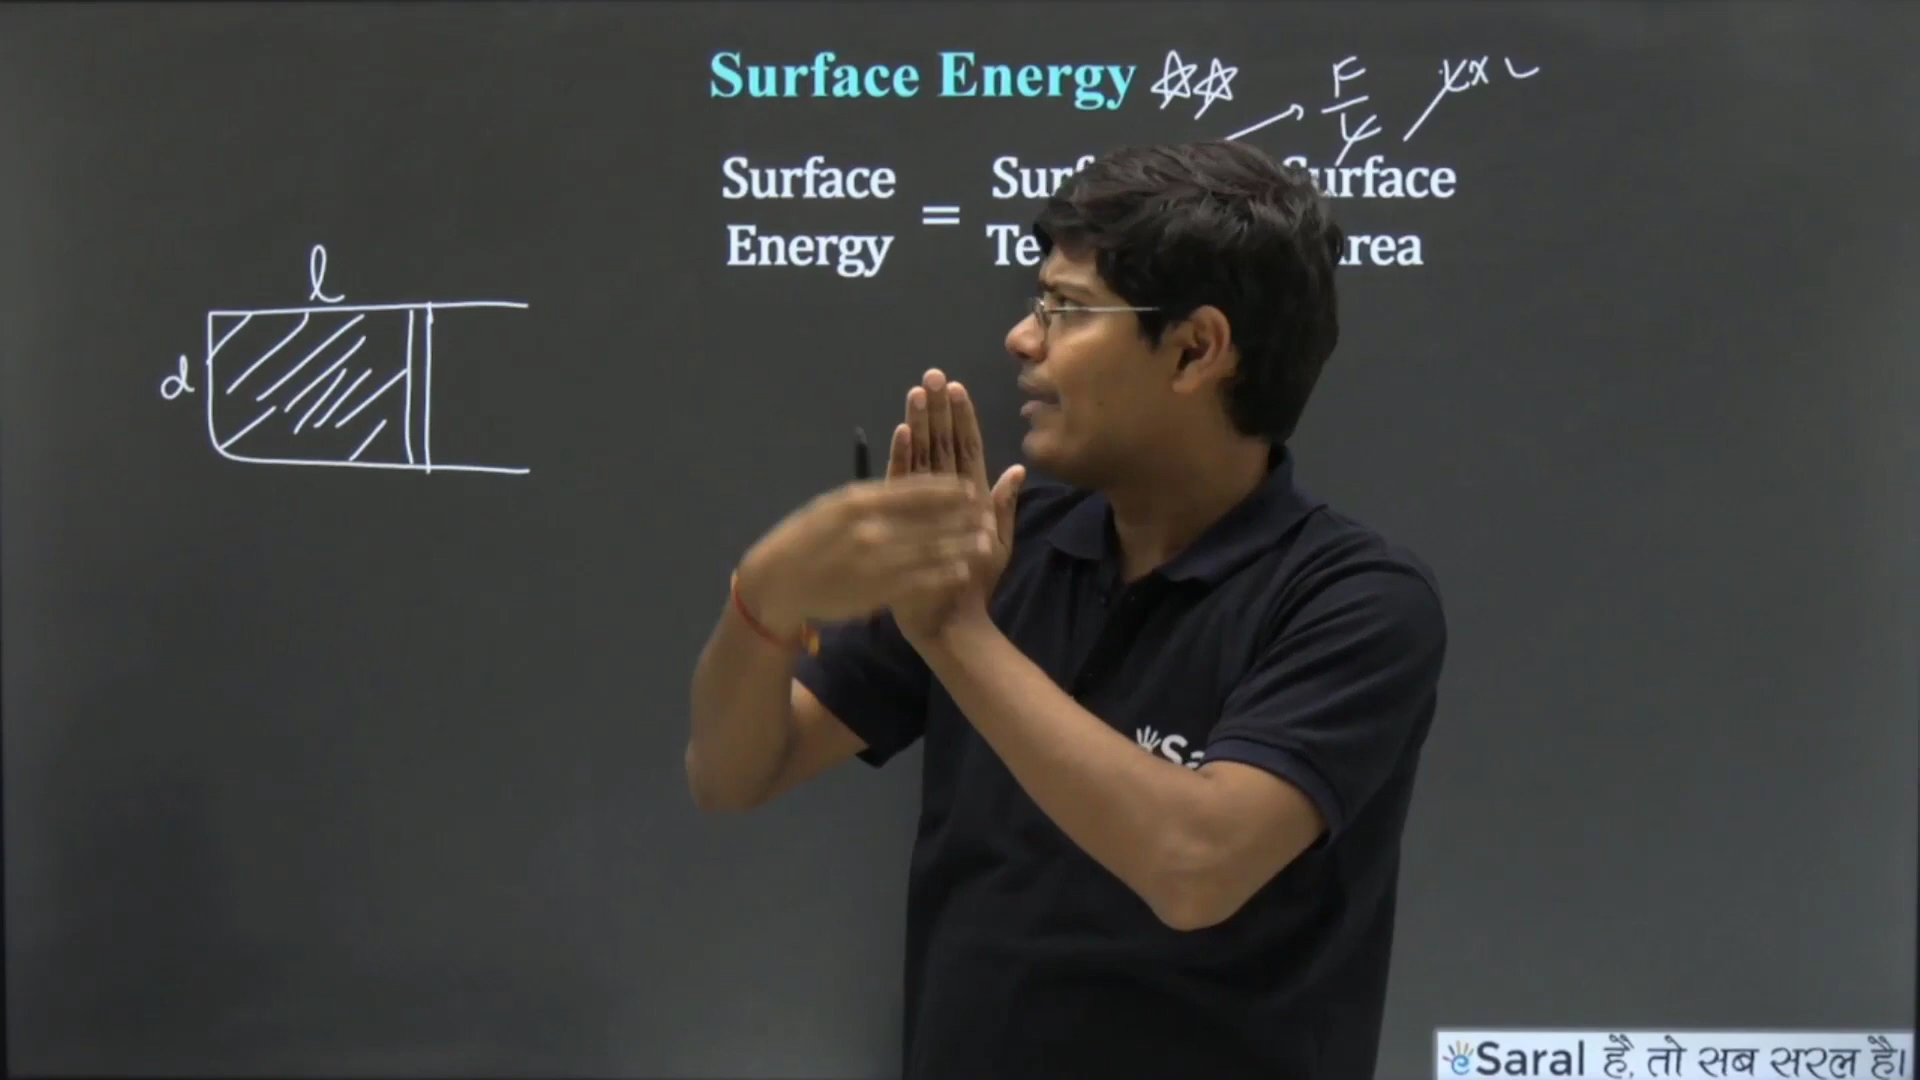 Surface Energy
F
L × L
L
Surface Surface
Energy =
l
d
eSaral है, तो सब सरल है।